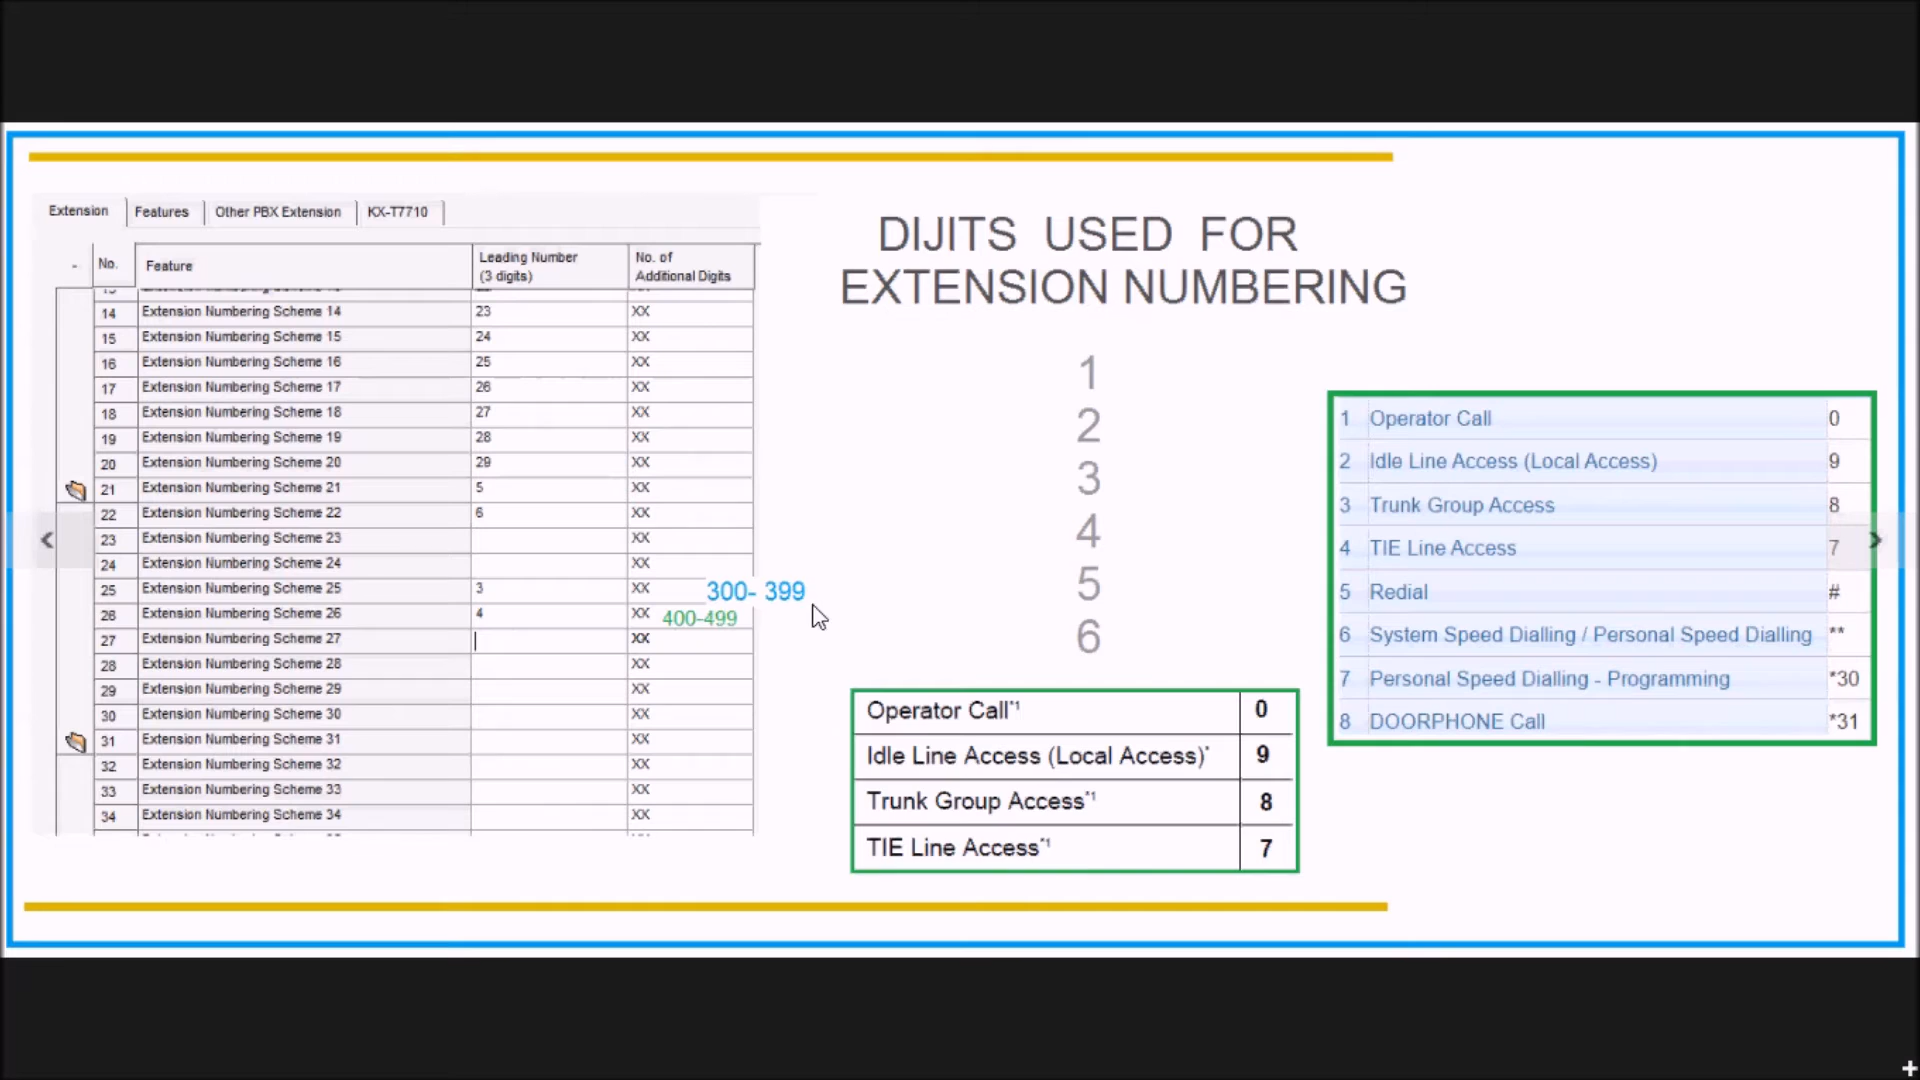 Extension Features Other PBX Extension KX-T7710
- No. Feature Leading Number (3 digits) No. of Additional Digits
14 Extension Numbering Scheme 14 23 XX
15 Extension Numbering Scheme 15 24 XX
16 Extension Numbering Scheme 16 25 XX
17 Extension Numbering Scheme 17 26 XX
18 Extension Numbering Scheme 18 27 XX
19 Extension Numbering Scheme 19 28 XX
20 Extension Numbering Scheme 20 29 XX
21 Extension Numbering Scheme 21 5 XX
22 Extension Numbering Scheme 22 6 XX
23 Extension Numbering Scheme 23 XX
24 Extension Numbering Scheme 24 XX
25 Extension Numbering Scheme 25 3 XX 300- 399
26 Extension Numbering Scheme 26 4 XX 400-499
27 Extension Numbering Scheme 27 XX
28 Extension Numbering Scheme 28 XX
29 Extension Numbering Scheme 29 XX
30 Extension Numbering Scheme 30 XX
31 Extension Numbering Scheme 31 XX
32 Extension Numbering Scheme 32 XX
33 Extension Numbering Scheme 33 XX
34 Extension Numbering Scheme 34 XX
DIJITS USED FOR
EXTENSION NUMBERING
1
2
3
4
5
6
Operator Call*1 0
Idle Line Access (Local Access)* 9
Trunk Group Access*1 8
TIE Line Access*1 7
1 Operator Call 0
2 Idle Line Access (Local Access) 9
3 Trunk Group Access 8
4 TIE Line Access 7
5 Redial #
6 System Speed Dialling / Personal Speed Dialling **
7 Personal Speed Dialling - Programming *30
8 DOORPHONE Call *31